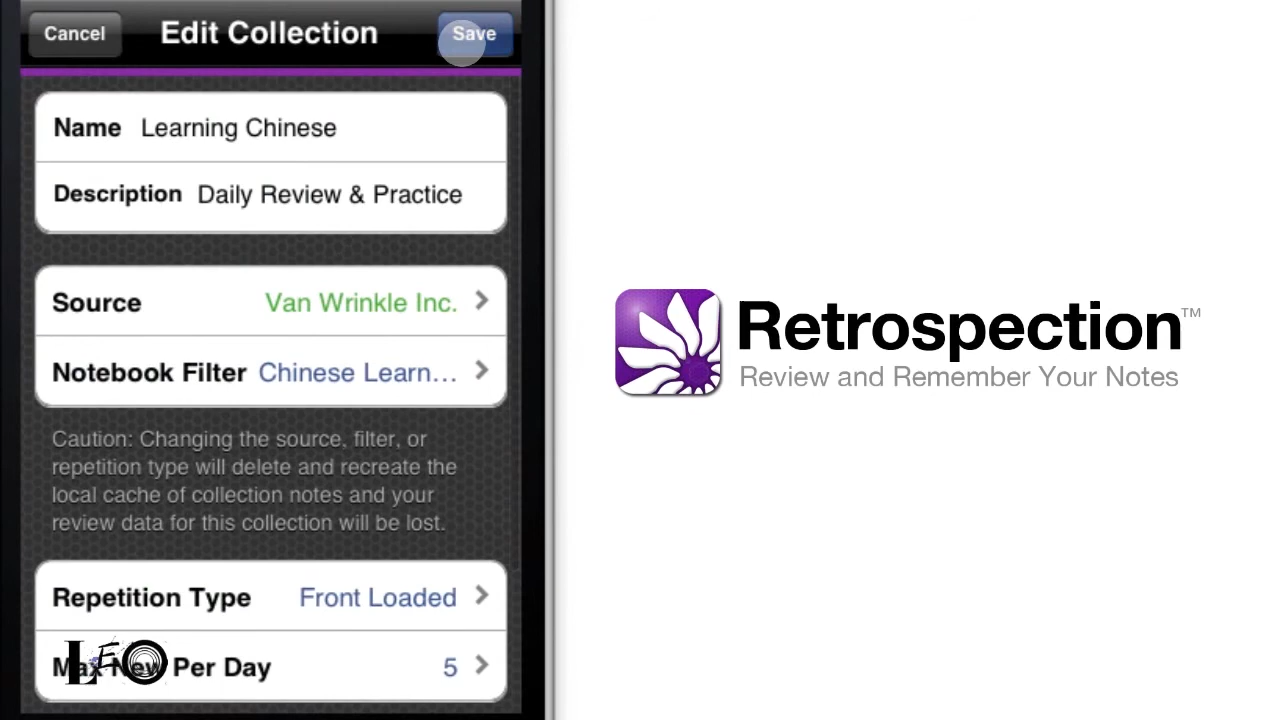 Cancel Edit Collection Save
Name Learning Chinese
Description Daily Review & Practice
Source Van Wrinkle Inc.
Notebook Filter Chinese Learn...
Caution: Changing the source, filter, or
repetition type will delete and recreate the
local cache of collection notes and your
review data for this collection will be lost.
Repetition Type Front Loaded
Max New Per Day 5
LEO
Retrospection™
Review and Remember Your Notes